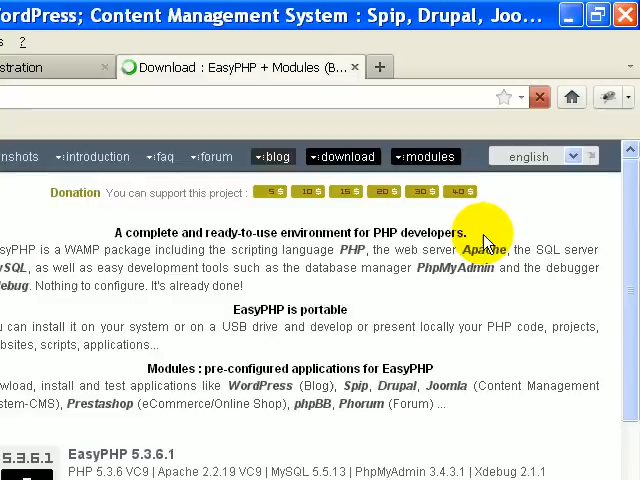 ordPress; Content Management System : Spip, Drupal, Joo...
s ?
stration
Download : EasyPHP + Modules (B...
nshots introduction faq forum blog download modules english
Donation You can support this project : 5 $ 10 $ 15 $ 20 $ 30 $ 40 $
A complete and ready-to-use environment for PHP developers.
syPHP is a WAMP package including the scripting language PHP, the web server Apache, the SQL server
ySQL, as well as easy development tools such as the database manager PhpMyAdmin and the debugger
debug. Nothing to configure. It's already done!
EasyPHP is portable
u can install it on your system or on a USB drive and develop or present locally your PHP code, projects,
bsites, scripts, applications...
Modules : pre-configured applications for EasyPHP
wnload, install and test applications like WordPress (Blog), Spip, Drupal, Joomla (Content Management
stem-CMS), Prestashop (eCommerce/Online Shop), phpBB, Phorum (Forum) ...
5.3.6.1 EasyPHP 5.3.6.1
PHP 5.3.6 VC9 | Apache 2.2.19 VC9 | MySQL 5.5.13 | PhpMyAdmin 3.4.3.1 | Xdebug 2.1.1